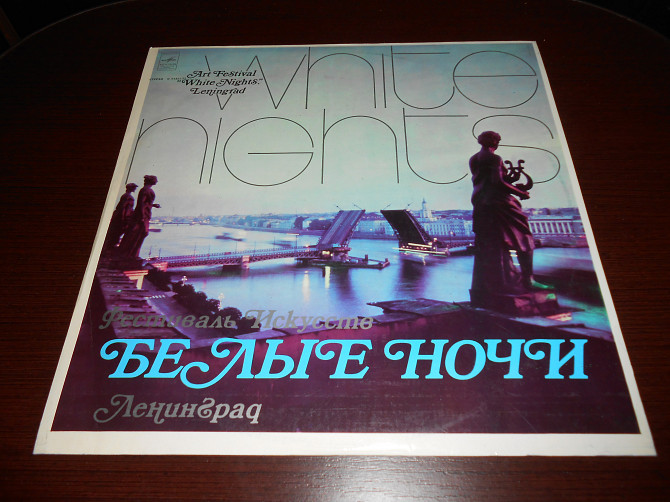 Art Festival
"White Nights."
Leningrad
White
nights
Фестиваль Искусств
БЕЛЫЕ НОЧИ
Ленинград